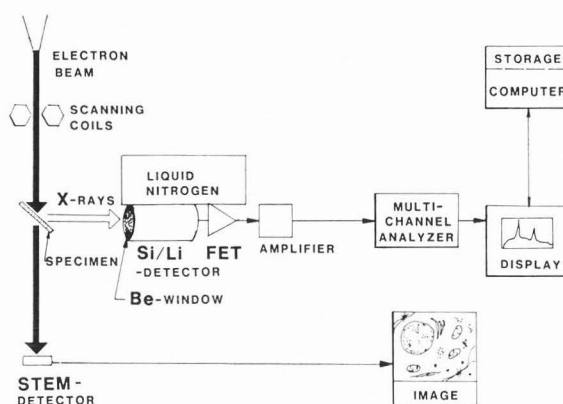 ELECTRON
BEAM
SCANNING
COILS
STORAGE
COMPUTER
LIQUID
NITROGEN
X-RAYS
SPECIMEN
Si/Li FET
-DETECTOR
Be-WINDOW
AMPLIFIER
MULTI-
CHANNEL
ANALYZER
DISPLAY
STEM-
DETECTOR
IMAGE